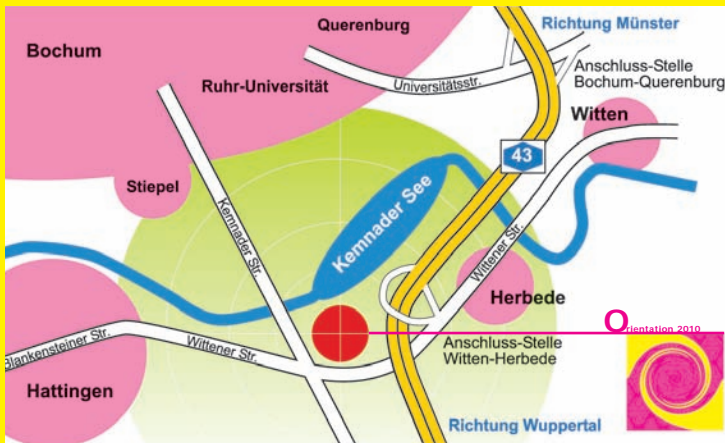 Querenburg
Richtung Münster
Bochum
Anschluss-Stelle
Bochum-Querenburg
Ruhr-Universität
Universitätsstr.
Witten
43
Stiepel
Kemnader See
Kemnader Str.
Wittener Str.
Herbede
Orientation 2010
Blankensteiner Str.
Wittener Str.
Anschluss-Stelle
Witten-Herbede
Hattingen
Richtung Wuppertal